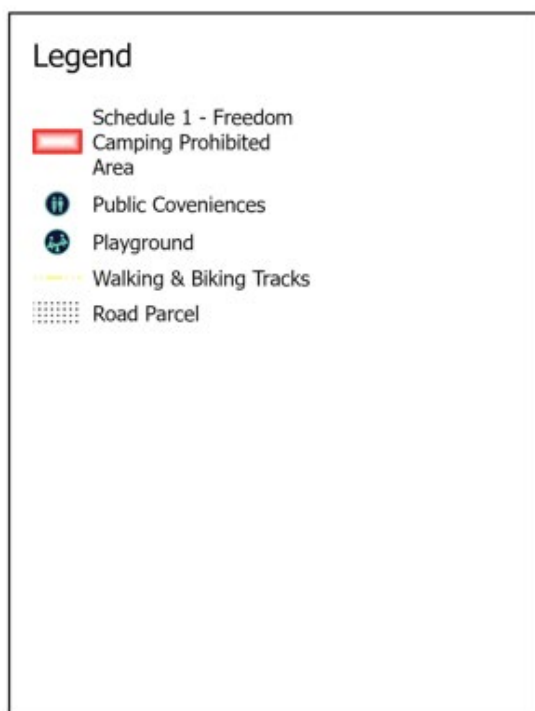 Legend
Schedule 1 - Freedom
Camping Prohibited
Area
Public Coveniences
Playground
Walking & Biking Tracks
Road Parcel